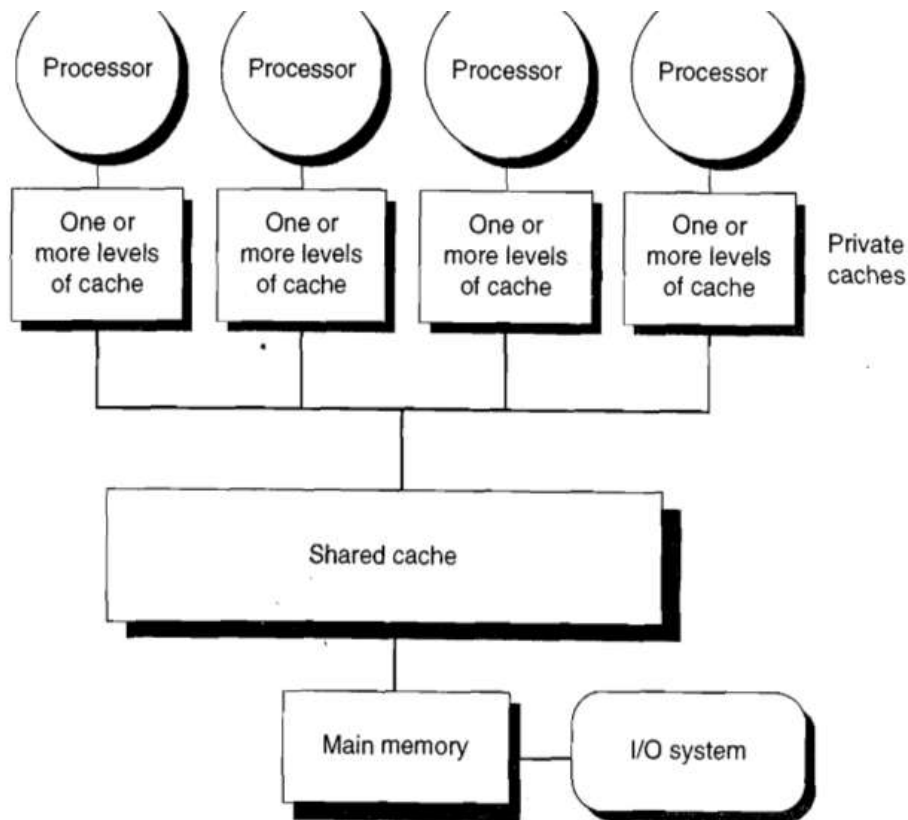 Processor
Processor
Processor
Processor
One or
more levels
of cache
One or
more levels
of cache
One or
more levels
of cache
One or
more levels
of cache
Private
caches
Shared cache
Main memory
I/O system